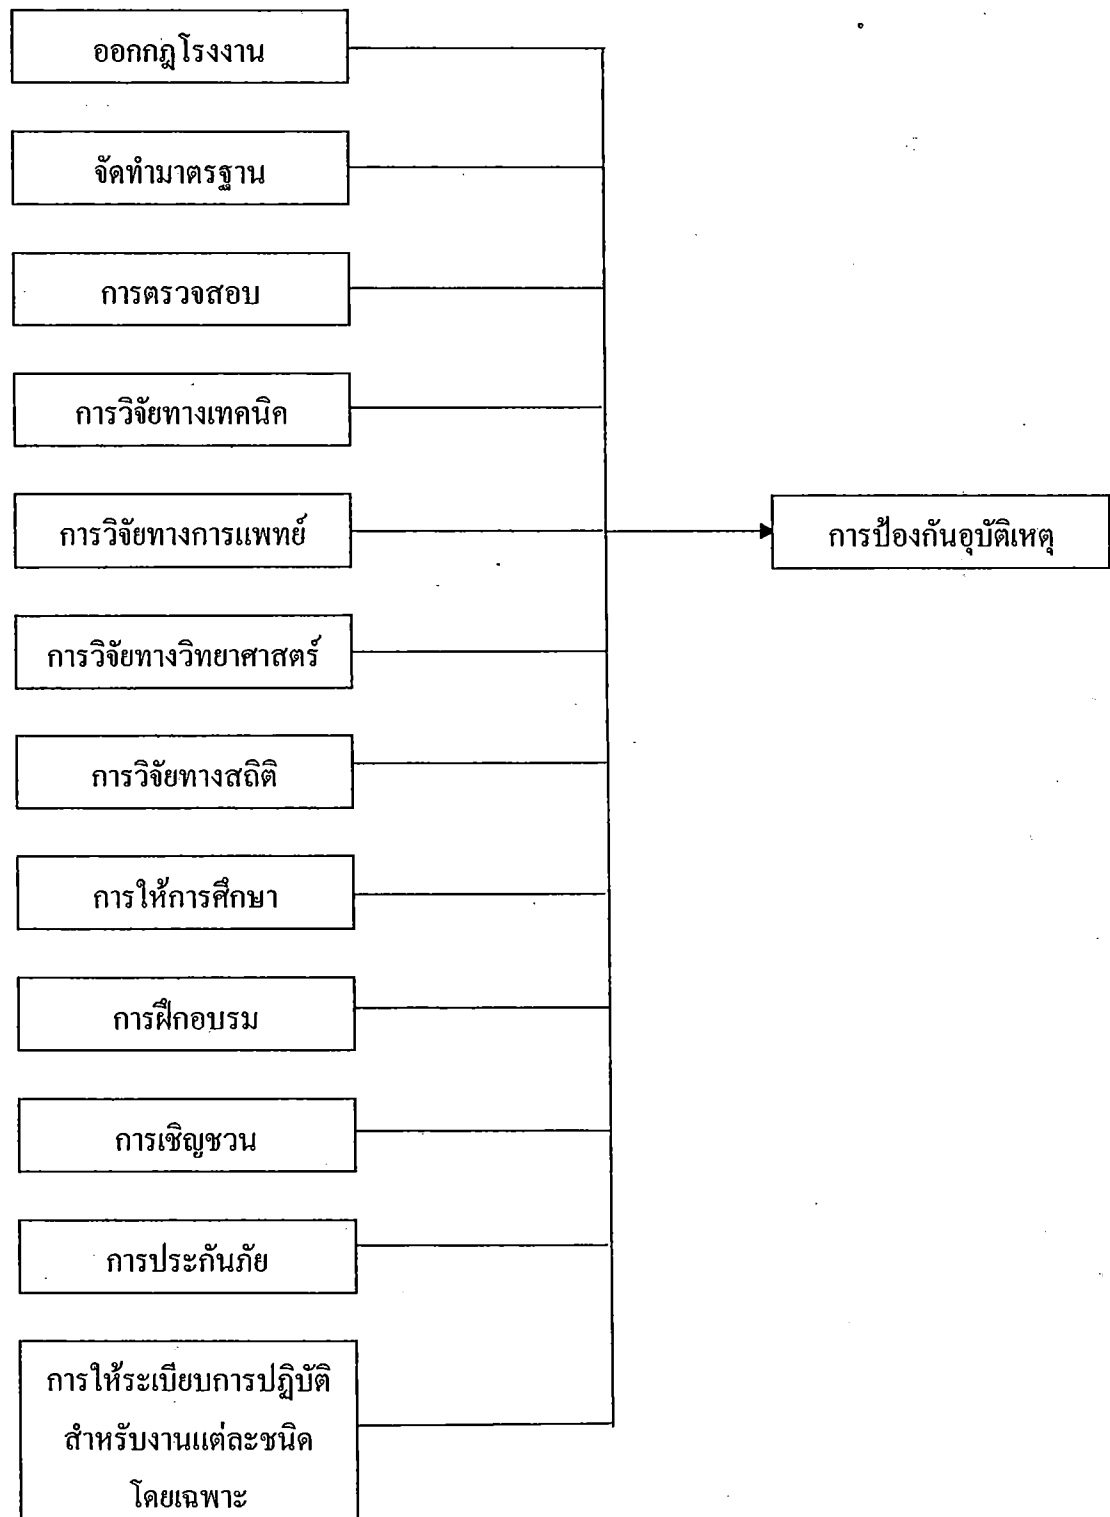 ออกกฎโรงงาน
จัดทำมาตรฐาน
การตรวจสอบ
การวิจัยทางเทคนิค
การวิจัยทางการแพทย์
การป้องกันอุบัติเหตุ
การวิจัยทางวิทยาศาสตร์
การวิจัยทางสถิติ
การให้การศึกษา
การฝึกอบรม
การเชิญชวน
การประกันภัย
การให้ระเบียบการปฏิบัติ
สำหรับงานแต่ละชนิด
โดยเฉพาะ